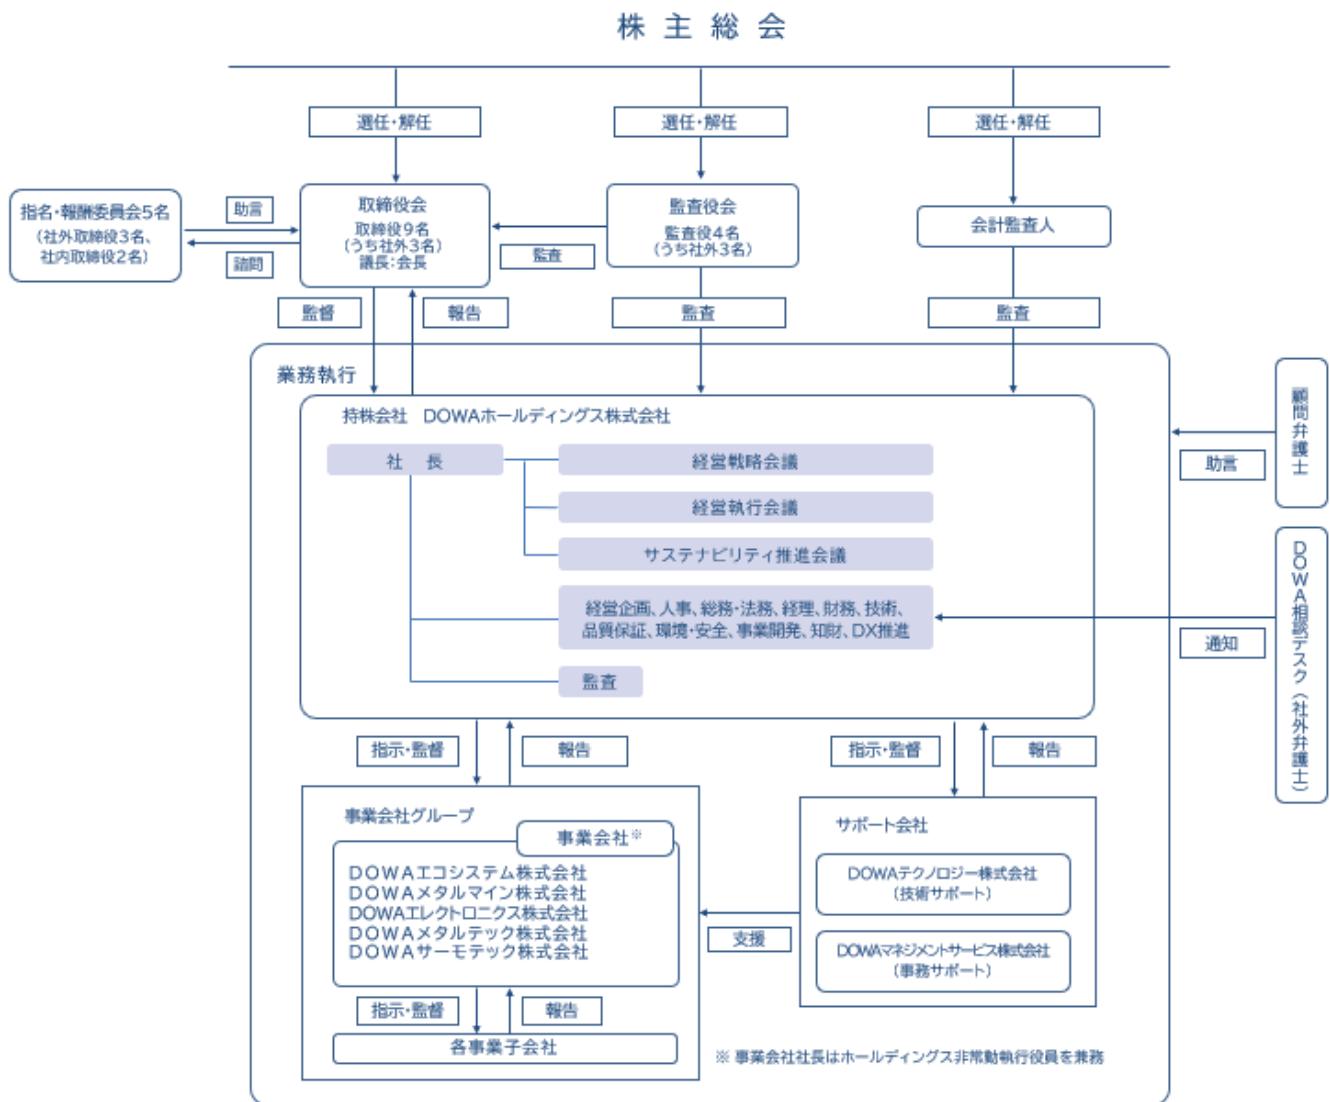 株主総会
選任・解任
選任・解任
選任・解任
指名・報酬委員会5名
（社外取締役3名、
社内取締役2名）
助言
諮問
取締役会
取締役9名
（うち社外3名）
議長：会長
監査
監査役会
監査役4名
（うち社外3名）
会計監査人
監督
報告
監査
監査
業務執行
持株会社　DOWAホールディングス株式会社
社　長
経営戦略会議
経営執行会議
サステナビリティ推進会議
経営企画、人事、総務・法務、経理、財務、技術、
品質保証、環境・安全、事業開発、知財、DX推進
監査
顧問弁護士
助言
DOWA相談デスク（社外弁護士）
通知
指示・監督
報告
指示・監督
報告
事業会社グループ
事業会社※
DOWAエコシステム株式会社
DOWAメタルマイン株式会社
DOWAエレクトロニクス株式会社
DOWAメタルテック株式会社
DOWAサーモテック株式会社
指示・監督
報告
各事業子会社
支援
サポート会社
DOWAテクノロジー株式会社
（技術サポート）
DOWAマネジメントサービス株式会社
（事務サポート）
※ 事業会社社長はホールディングス非常勤執行役員を兼務